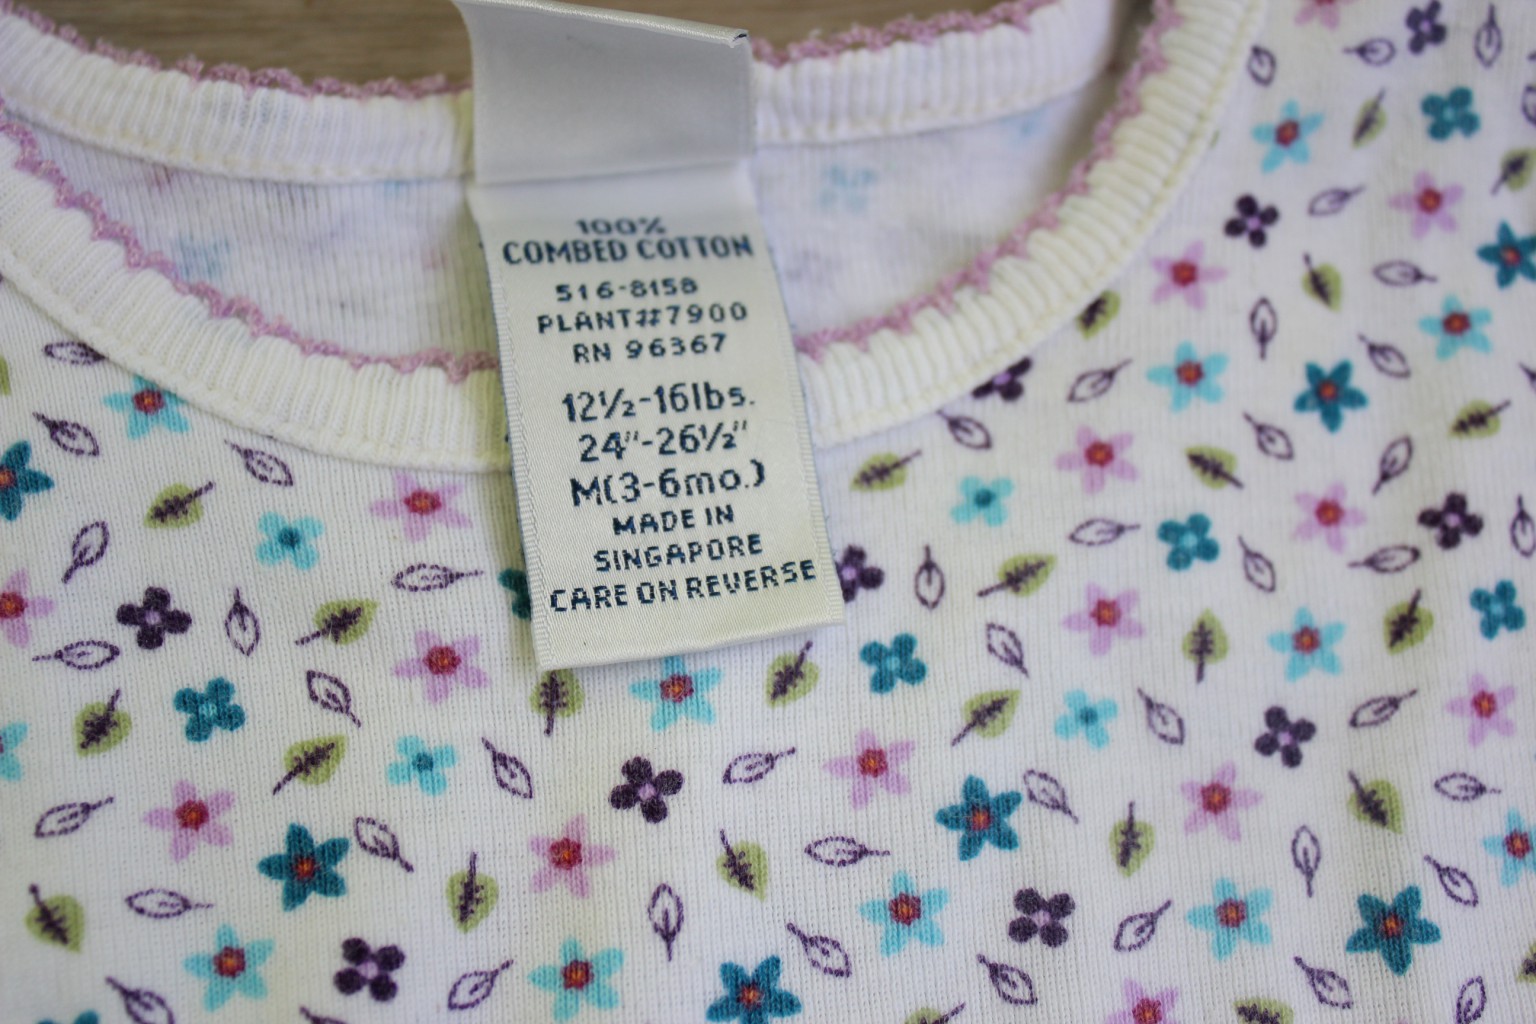 100%
COMBED COTTON
516-8158
PLANT#7900
RN 96367
12½-16lbs.
24"-26½"
M(3-6mo.)
MADE IN
SINGAPORE
CARE ON REVERSE